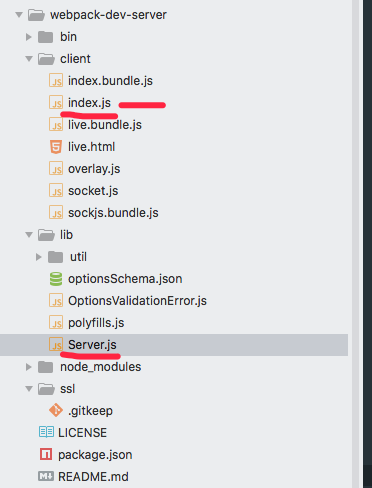 webpack-dev-server
bin
client
index.bundle.js
index.js
live.bundle.js
live.html
overlay.js
socket.js
sockjs.bundle.js
lib
util
optionsSchema.json
OptionsValidationError.js
polyfills.js
Server.js
node_modules
ssl
.gitkeep
LICENSE
package.json
README.md